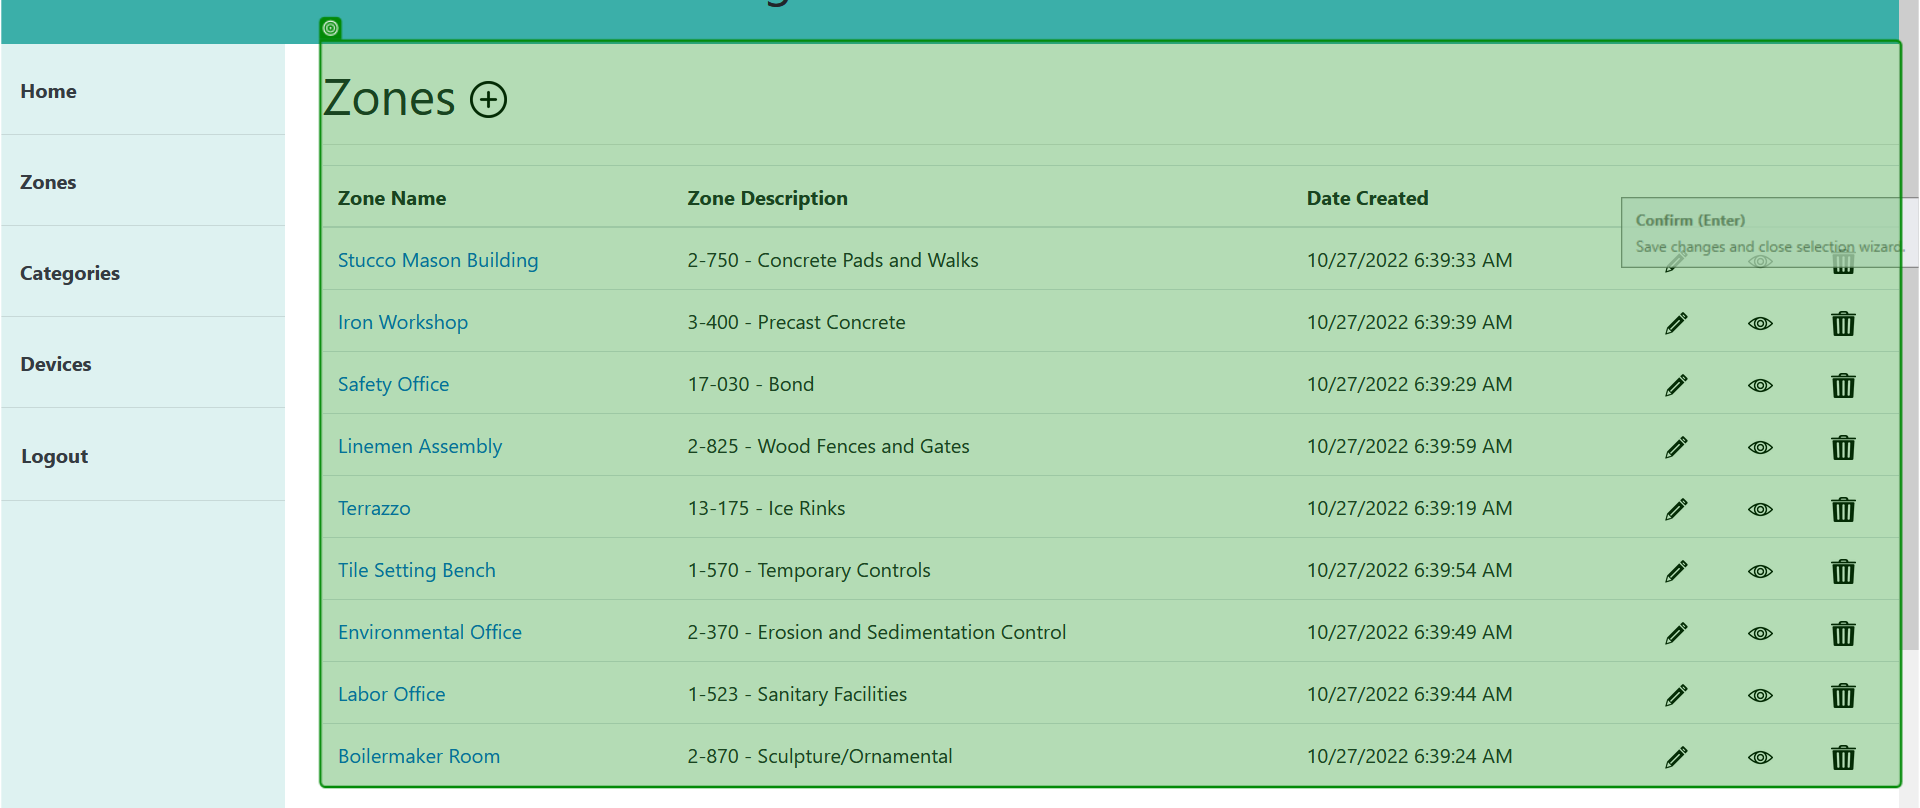 Home
Zones
Categories
Devices
Logout
Zones
Zone Name Zone Description Date Created
Confirm (Enter)
Save changes and close selection wizard.
Stucco Mason Building 2-750 - Concrete Pads and Walks 10/27/2022 6:39:33 AM
Iron Workshop 3-400 - Precast Concrete 10/27/2022 6:39:39 AM
Safety Office 17-030 - Bond 10/27/2022 6:39:29 AM
Linemen Assembly 2-825 - Wood Fences and Gates 10/27/2022 6:39:59 AM
Terrazzo 13-175 - Ice Rinks 10/27/2022 6:39:19 AM
Tile Setting Bench 1-570 - Temporary Controls 10/27/2022 6:39:54 AM
Environmental Office 2-370 - Erosion and Sedimentation Control 10/27/2022 6:39:49 AM
Labor Office 1-523 - Sanitary Facilities 10/27/2022 6:39:44 AM
Boilermaker Room 2-870 - Sculpture/Ornamental 10/27/2022 6:39:24 AM